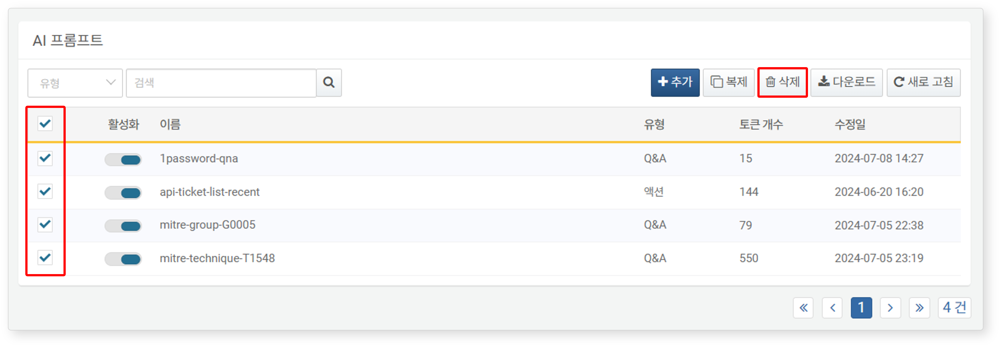 AI 프롬프트
유형 검색 추가 복제 삭제 다운로드 새로 고침
활성화 이름 유형 토큰 개수 수정일
1password-qna Q&A 15 2024-07-08 14:27
api-ticket-list-recent 액션 144 2024-06-20 16:20
mitre-group-G0005 Q&A 79 2024-07-05 22:38
mitre-technique-T1548 Q&A 550 2024-07-05 23:19
« ‹ 1 › » 4 건